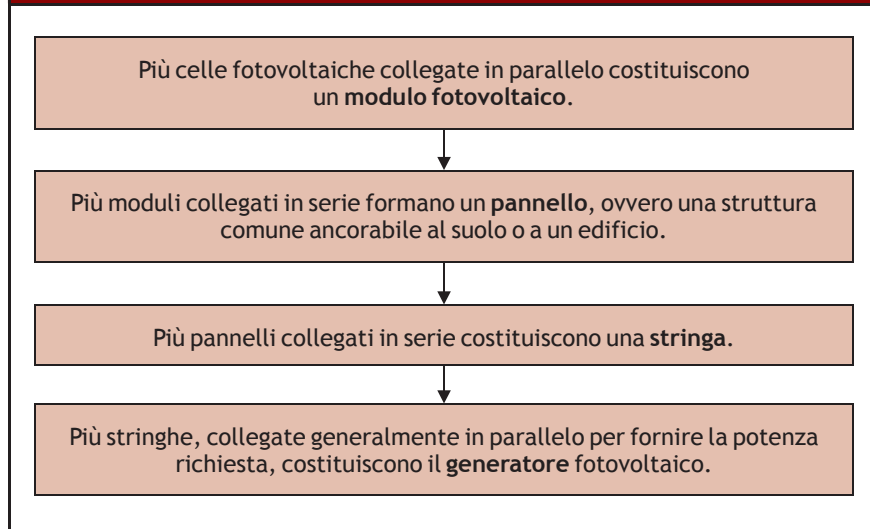 Più celle fotovoltaiche collegate in parallelo costituiscono
un modulo fotovoltaico.
Più moduli collegati in serie formano un pannello, ovvero una struttura
comune ancorabile al suolo o a un edificio.
Più pannelli collegati in serie costituiscono una stringa.
Più stringhe, collegate generalmente in parallelo per fornire la potenza
richiesta, costituiscono il generatore fotovoltaico.